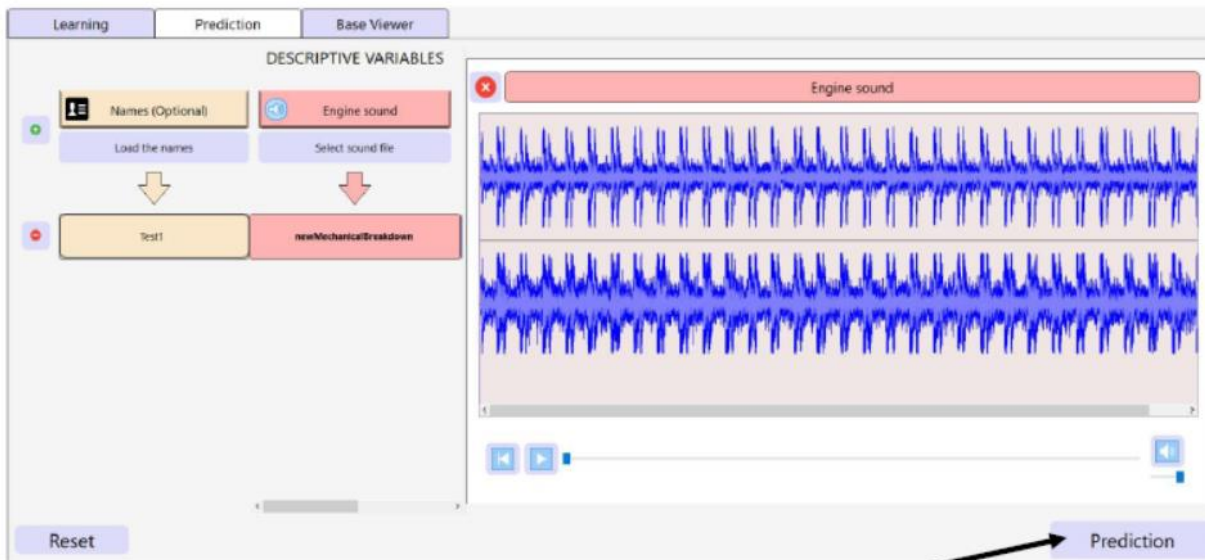 Learning
Prediction
Base Viewer
DESCRIPTIVE VARIABLES
Names (Optional)
Engine sound
Load the names
Select sound file
Test1
newMechanicalBreakdown
Engine sound
Reset
Prediction